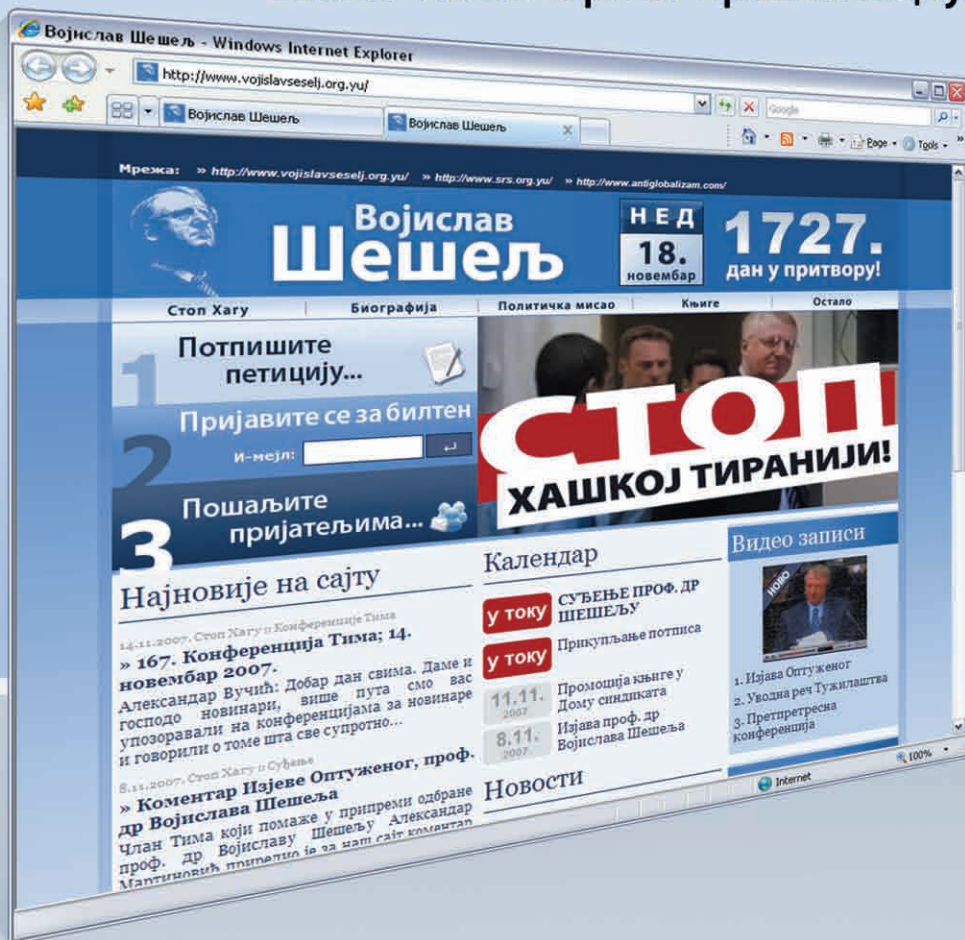 Војислав Шешељ - Windows Internet Explorer
http://www.vojislavseselj.org.yu/
Google
Војислав Шешељ
Војислав Шешељ
Page
Tools
Мрежа: » http://www.vojislavseselj.org.yu/ » http://www.srs.org.yu/ » http://www.antiglobalizam.com/
Војислав
Шешељ
НЕД
18.
новембар
1727.
дан у притвору!
Стоп Хагу
Биографија
Политичка мисао
Књиге
Остало
1
Потпишите
петицију...
2
Пријавите се за билтен
и-мејл:
3
Пошаљите
пријатељима...
СТОП
ХАШКОЈ ТИРАНИЈИ!
Најновије на сајту
14.11.2007, Стоп Хагу :: Конференције Тима
» 167. Конференција Тима; 14.
новембар 2007.
Александар Вучић: Добар дан свима. Даме и
господо новинари, више пута смо вас
упозоравали на конференцијама за новинаре
и говорили о томе шта све супротно...
8.11.2007, Стоп Хагу :: Суђење
» Коментар Изјеве Оптуженог, проф.
др Војислава Шешеља
Члан Тима који помаже у припреми одбране
проф. др Војиславу Шешељу Александар
Мартиновић приредио је за наш сајт коментар
Календар
у току
СУЂЕЊЕ ПРОФ. ДР
ШЕШЕЉУ
у току
Прикупљање потписа
11.11.
2007
Промоција књиге у
Дому синдиката
8.11.
2007
Изјава проф. др
Војислава Шешеља
Новости
Видео записи
НОВО
1. Изјава Оптуженог
2. Уводна реч Тужилаштва
3. Претпретресна
конференција
Internet
100%